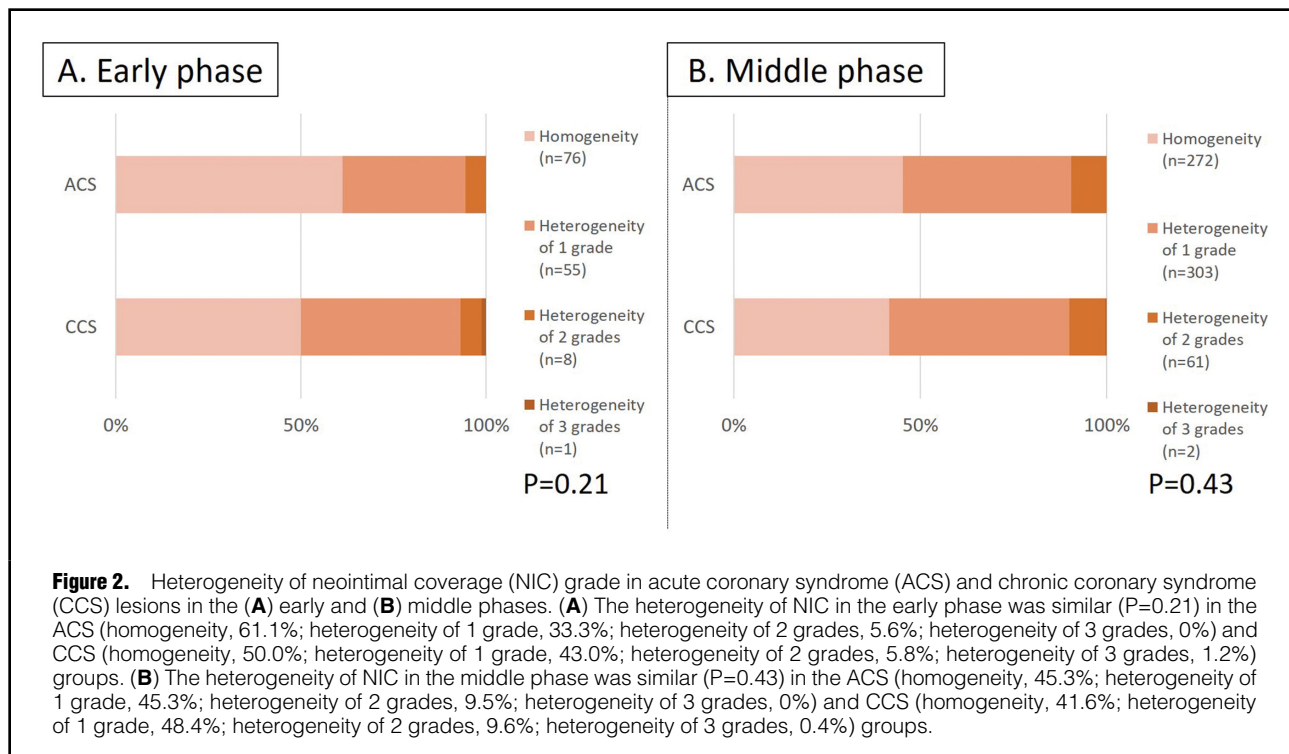 A. Early phase
ACS
CCS
0%
50%
100%
Homogeneity
(n=76)
Heterogeneity
of 1 grade
(n=55)
Heterogeneity
of 2 grades
(n=8)
Heterogeneity
of 3 grades
(n=1)
P=0.21
B. Middle phase
ACS
CCS
0%
50%
100%
Homogeneity
(n=272)
Heterogeneity
of 1 grade
(n=303)
Heterogeneity
of 2 grades
(n=61)
Heterogeneity
of 3 grades
(n=2)
P=0.43
Figure 2. Heterogeneity of neointimal coverage (NIC) grade in acute coronary syndrome (ACS) and chronic coronary syndrome
(CCS) lesions in the (A) early and (B) middle phases. (A) The heterogeneity of NIC in the early phase was similar (P=0.21) in the
ACS (homogeneity, 61.1%; heterogeneity of 1 grade, 33.3%; heterogeneity of 2 grades, 5.6%; heterogeneity of 3 grades, 0%) and
CCS (homogeneity, 50.0%; heterogeneity of 1 grade, 43.0%; heterogeneity of 2 grades, 5.8%; heterogeneity of 3 grades, 1.2%)
groups. (B) The heterogeneity of NIC in the middle phase was similar (P=0.43) in the ACS (homogeneity, 45.3%; heterogeneity of
1 grade, 45.3%; heterogeneity of 2 grades, 9.5%; heterogeneity of 3 grades, 0%) and CCS (homogeneity, 41.6%; heterogeneity
of 1 grade, 48.4%; heterogeneity of 2 grades, 9.6%; heterogeneity of 3 grades, 0.4%) groups.